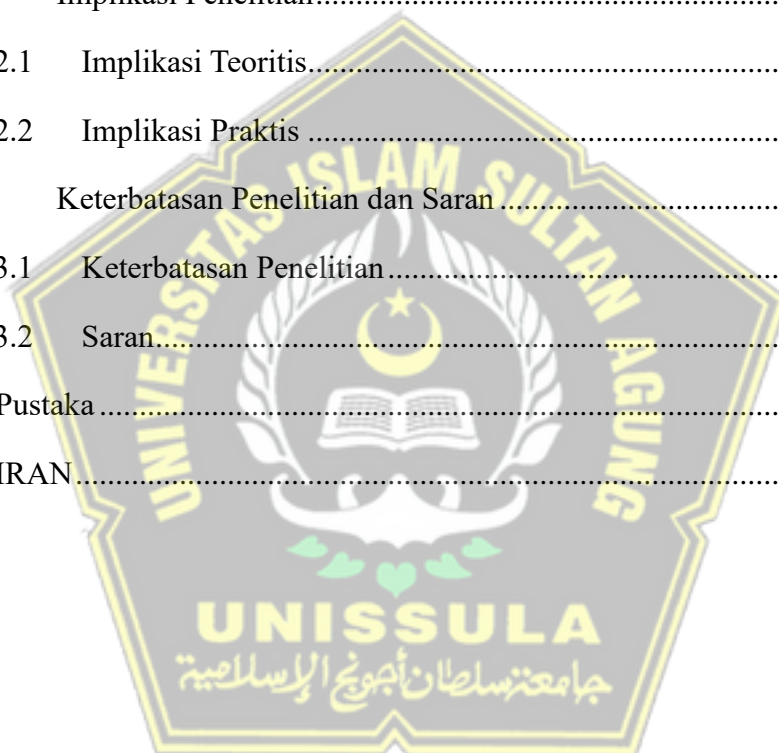 Implikasi Penelitian........................................................
2.1 Implikasi Teoritis........................................................
2.2 Implikasi Praktis ........................................................
Keterbatasan Penelitian dan Saran ........................................
3.1 Keterbatasan Penelitian ................................................
3.2 Saran....................................................................
Pustaka ......................................................................
IRAN..........................................................................
UNIVERSITAS ISLAM SULTAN AGUNG
UNISSULA
جامعة سلطان أجونج الإسلامية